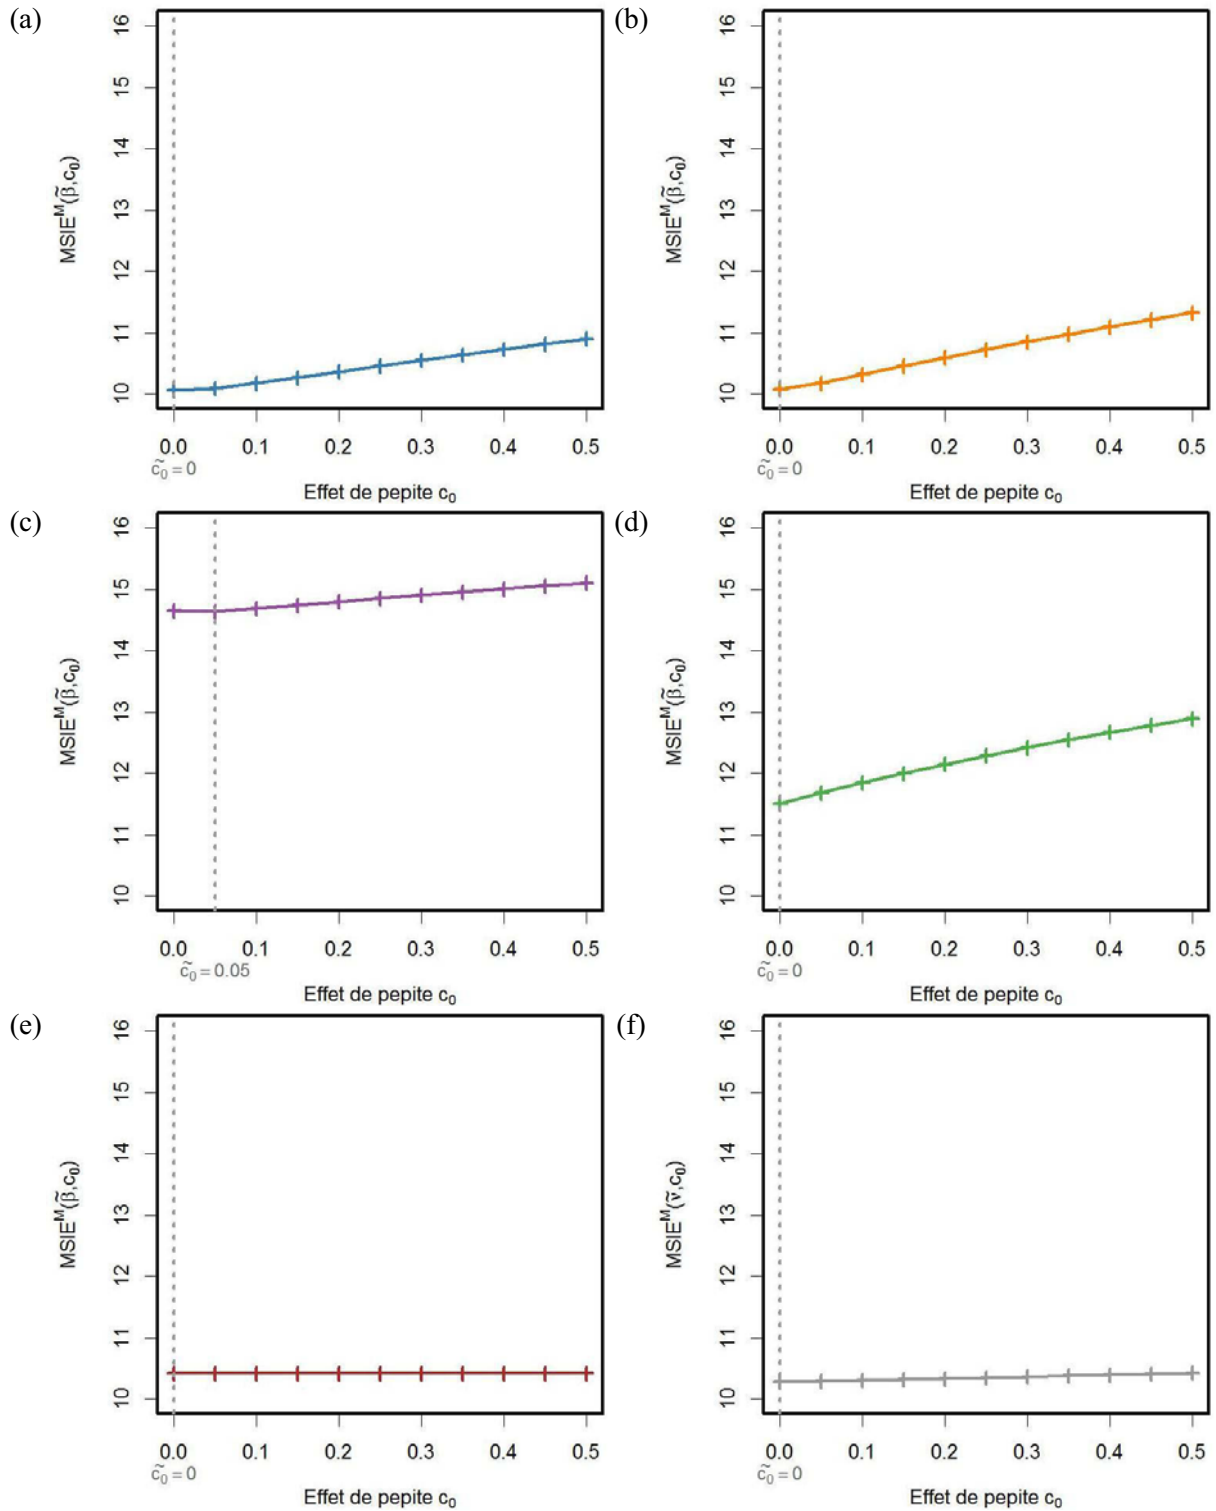 (a)
16
15
14
13
12
11
10
MSIE^M(β̃,c₀)
0.0 0.1 0.2 0.3 0.4 0.5
c̃₀ = 0
Effet de pepite c₀
(b)
16
15
14
13
12
11
10
MSIE^M(β̃,c₀)
0.0 0.1 0.2 0.3 0.4 0.5
c̃₀ = 0
Effet de pepite c₀
(c)
16
15
14
13
12
11
10
MSIE^M(β̃,c₀)
0.0 0.1 0.2 0.3 0.4 0.5
c̃₀ = 0.05
Effet de pepite c₀
(d)
16
15
14
13
12
11
10
MSIE^M(β̃,c₀)
0.0 0.1 0.2 0.3 0.4 0.5
c̃₀ = 0
Effet de pepite c₀
(e)
16
15
14
13
12
11
10
MSIE^M(β̃,c₀)
0.0 0.1 0.2 0.3 0.4 0.5
c̃₀ = 0
Effet de pepite c₀
(f)
16
15
14
13
12
11
10
MSIE^M(ṽ,c₀)
0.0 0.1 0.2 0.3 0.4 0.5
c̃₀ = 0
Effet de pepite c₀